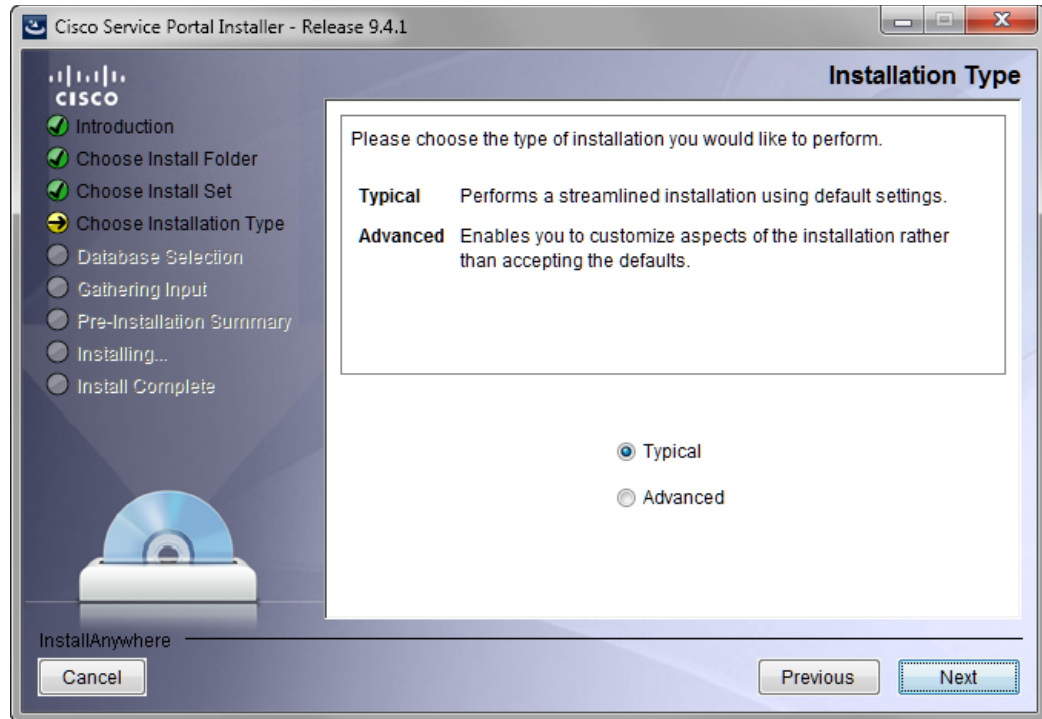 Cisco Service Portal Installer - Release 9.4.1
CISCO
Installation Type
Introduction
Choose Install Folder
Choose Install Set
Choose Installation Type
Database Selection
Gathering Input
Pre-Installation Summary
Installing...
Install Complete
Please choose the type of installation you would like to perform.
Typical Performs a streamlined installation using default settings.
Advanced Enables you to customize aspects of the installation rather
than accepting the defaults.
Typical
Advanced
InstallAnywhere
Cancel
Previous
Next